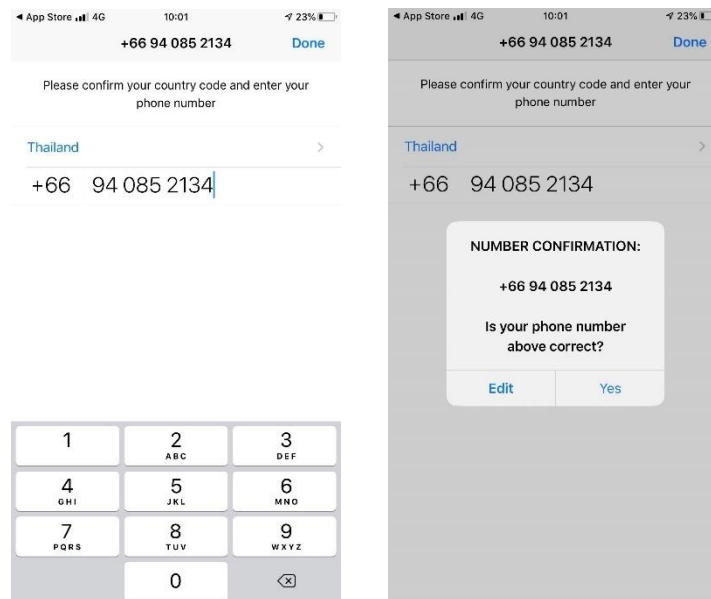 App Store 4G 10:01 23%
+66 94 085 2134 Done
Please confirm your country code and enter your
phone number
Thailand
+66 94 085 2134
1 2 3
ABC DEF
4 5 6
GHI JKL MNO
7 8 9
PQRS TUV WXYZ
0
App Store 4G 10:01 23%
+66 94 085 2134 Done
Please confirm your country code and enter your
phone number
Thailand
+66 94 085 2134
NUMBER CONFIRMATION:
+66 94 085 2134
Is your phone number
above correct?
Edit Yes